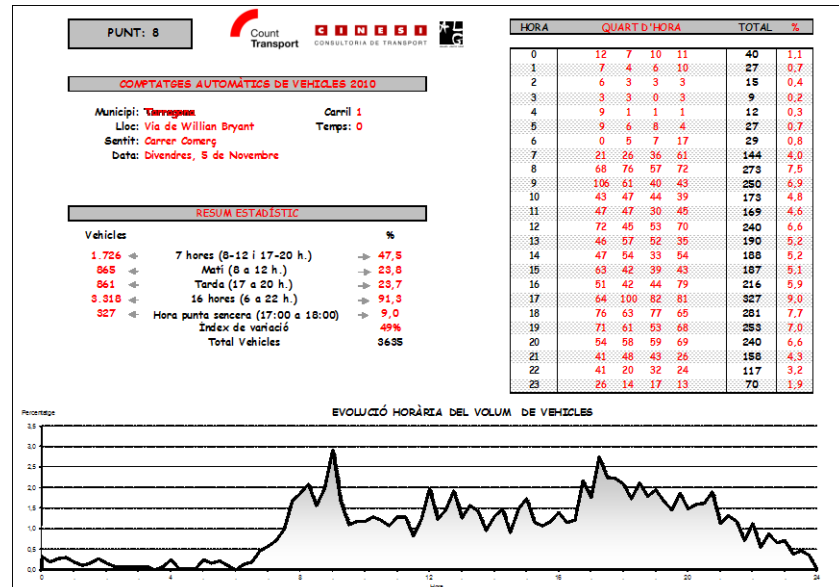 PUNT: 8
Count
Transport
CINESI
CONSULTORIA DE TRANSPORT
COMPTATGES AUTOMÀTICS DE VEHICLES 2010
Municipi:
Carril 1
Lloc: Via de Willian Bryant
Temps: 0
Sentit: Carrer Comerç
Data: Divendres, 5 de Novembre
RESUM ESTADÍSTIC
Vehicles %
1.726 7 hores (8-12 i 17-20 h.) 47,5
865 Matí (8 a 12 h.) 23,8
861 Tarda (17 a 20 h.) 23,7
3.318 16 hores (6 a 22 h.) 91,3
327 Hora punta sencera (17:00 a 18:00) 9,0
Índex de variació 49%
Total Vehicles 3635
HORA QUART D'HORA TOTAL %
0 12 7 10 11 40 1,1
1 7 4 6 10 27 0,7
2 6 3 3 3 15 0,4
3 3 3 0 3 9 0,2
4 9 1 1 1 12 0,3
5 9 6 8 4 27 0,7
6 0 5 7 17 29 0,8
7 21 26 36 61 144 4,0
8 68 76 57 72 273 7,5
9 106 61 40 43 250 6,9
10 43 47 44 39 173 4,8
11 47 47 30 45 169 4,6
12 72 45 53 70 240 6,6
13 46 57 52 35 190 5,2
14 47 54 33 54 188 5,2
15 63 42 39 43 187 5,1
16 51 42 44 79 216 5,9
17 64 100 82 81 327 9,0
18 76 63 77 65 281 7,7
19 71 61 53 68 253 7,0
20 54 58 59 69 240 6,6
21 41 48 43 26 158 4,3
22 41 20 32 24 117 3,2
23 26 14 17 13 70 1,9
Percentatge
EVOLUCIÓ HORÀRIA DEL VOLUM DE VEHICLES
3,5
3,0
2,5
2,0
1,5
1,0
0,5
0,0
0 4 8 12 16 20 24
Hora